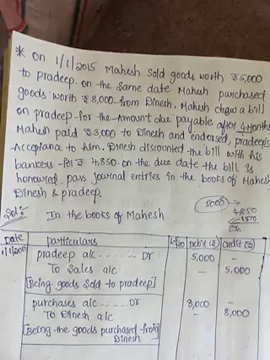 * On 1/1/2015 Mahesh Sold goods worth ₹ 5,000
to pradeep. on the same date Mahesh purchased
goods worth ₹ 8,000 from Dinesh, Mahesh drew a bill
on pradeep for the Amount due payable after 4 Months
Mahesh paid ₹ 3,000 to Dinesh and endorsed, pradeep's
Acceptance to him, Dinesh discounted the bill with his
bankers for ₹ 4,850 on the due date the bill is
honoured, pass journal entries in the books of Mahesh
Dinesh & pradeep.
5000
4850
Sol:-
In the books of Mahesh
Date particulars Debit (₹) Credit (₹)
1/1/2015 pradeep a/c ...... Dr 5,000 -
To Sales a/c - 5,000
[Being goods Sold to pradeep]
purchases a/c ...... Dr 8,000 -
To Dinesh a/c - 8,000
[Being the goods purchased from
Dinesh]